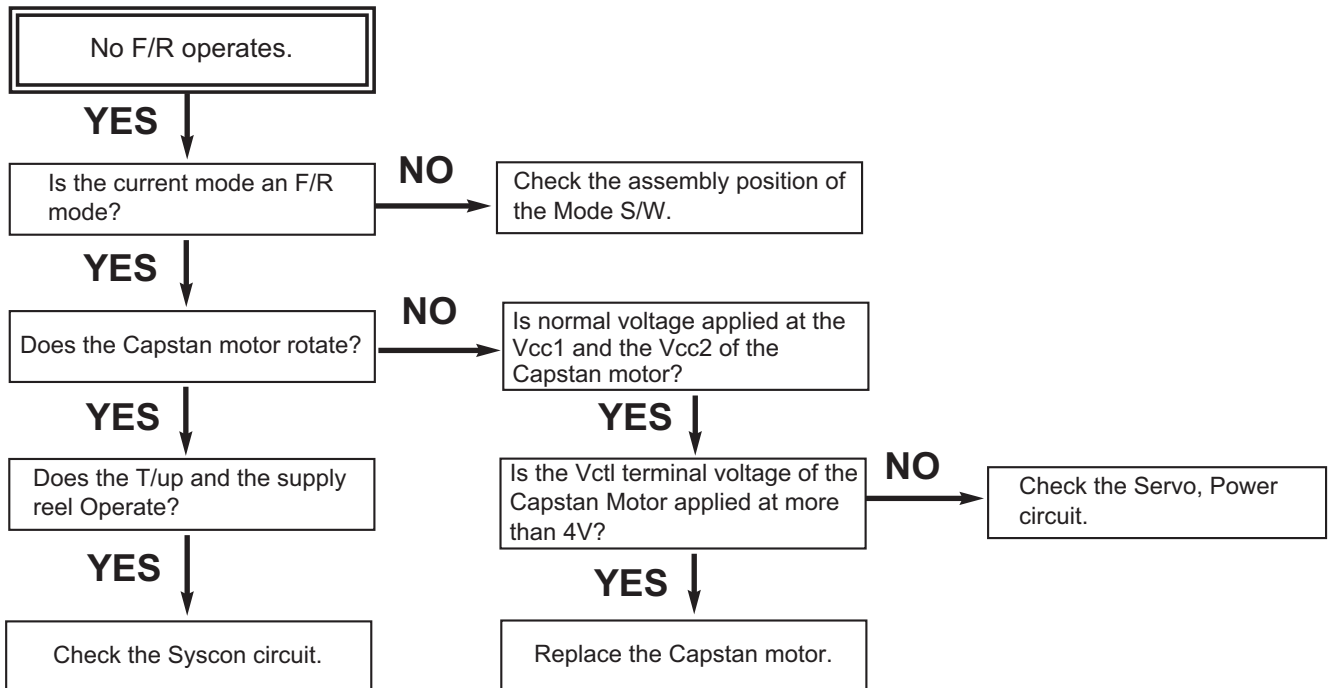 No F/R operates.
YES
Is the current mode an F/R
mode?
NO
Check the assembly position of
the Mode S/W.
YES
Does the Capstan motor rotate?
NO
Is normal voltage applied at the
Vcc1 and the Vcc2 of the
Capstan motor?
YES
YES
Does the T/up and the supply
reel Operate?
Is the Vctl terminal voltage of the
Capstan Motor applied at more
than 4V?
NO
Check the Servo, Power
circuit.
YES
YES
Check the Syscon circuit.
Replace the Capstan motor.